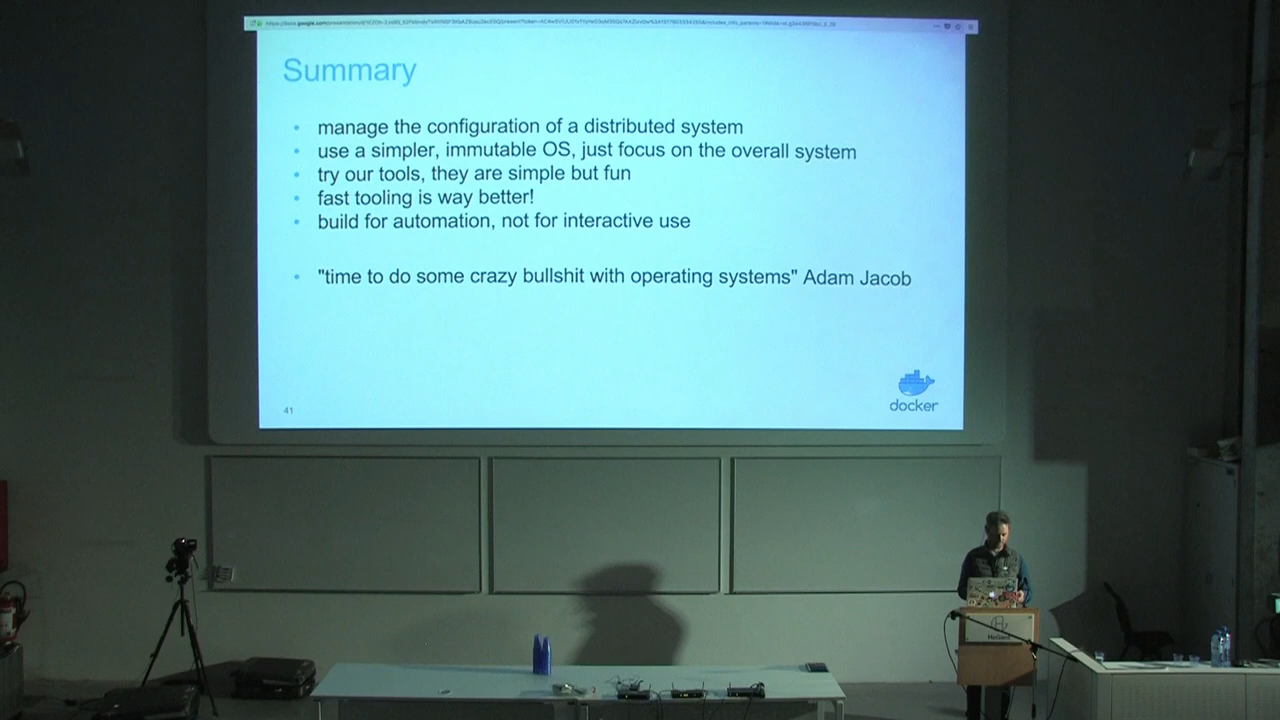 Summary
manage the configuration of a distributed system
use a simpler, immutable OS, just focus on the overall system
try our tools, they are simple but fun
fast tooling is way better!
build for automation, not for interactive use
"time to do some crazy bullshit with operating systems" Adam Jacob
docker
41